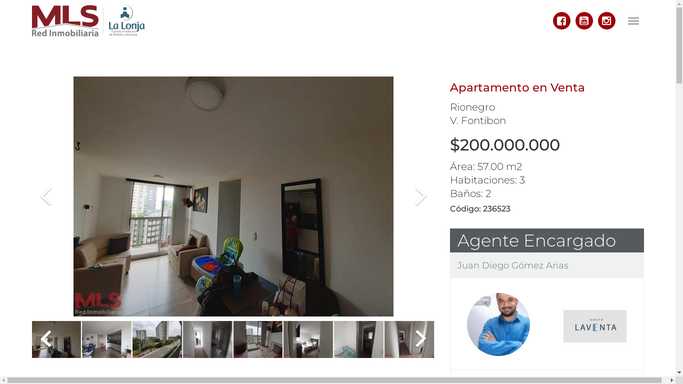 MLS
Red Inmobiliaria
La Lonja
Apartamento en Venta
Rionegro
V. Fontibon
$200.000.000
Área: 57.00 m2
Habitaciones: 3
Baños: 2
Código: 236523
MLS
Red Inmobiliaria
Agente Encargado
Juan Diego Gómez Arias
LAVENTA